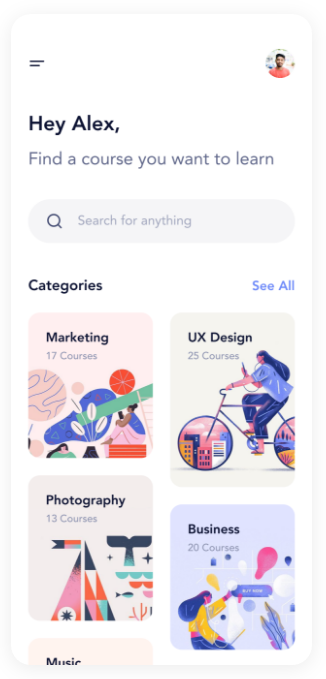 Hey Alex,
Find a course you want to learn
Search for anything
Categories
See All
Marketing
17 Courses
UX Design
25 Courses
Photography
13 Courses
Business
20 Courses
BUY NOW
Music